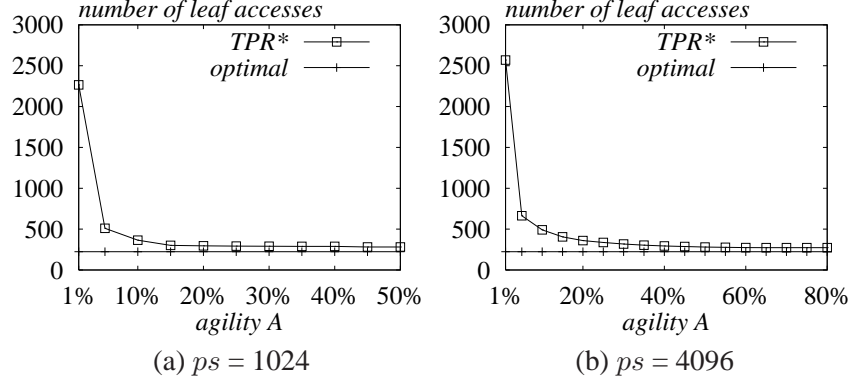 number of leaf accesses
3000
2500
2000
1500
1000
500
0
TPR*
optimal
1% 10% 20% 30% 40% 50%
agility A
(a) ps = 1024
number of leaf accesses
3000
2500
2000
1500
1000
500
0
TPR*
optimal
1% 20% 40% 60% 80%
agility A
(b) ps = 4096